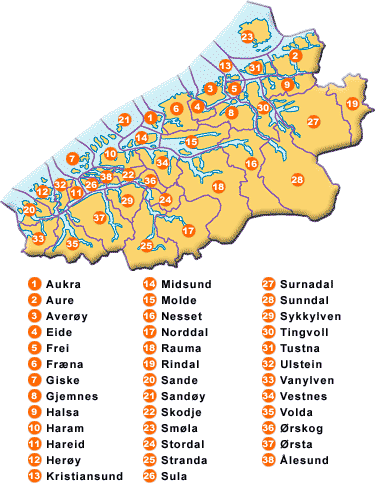 23
2
13
31
3
5
9
19
6
4
8
30
21
1
27
14
15
10
7
34
16
38
22
36
18
28
32
26
12
11
29
24
20
37
17
33
35
25
1 Aukra
2 Aure
3 Averøy
4 Eide
5 Frei
6 Fræna
7 Giske
8 Gjemnes
9 Halsa
10 Haram
11 Hareid
12 Herøy
13 Kristiansund
14 Midsund
15 Molde
16 Nesset
17 Norddal
18 Rauma
19 Rindal
20 Sande
21 Sandøy
22 Skodje
23 Smøla
24 Stordal
25 Stranda
26 Sula
27 Surnadal
28 Sunndal
29 Sykkylven
30 Tingvoll
31 Tustna
32 Ulstein
33 Vanylven
34 Vestnes
35 Volda
36 Ørskog
37 Ørsta
38 Ålesund